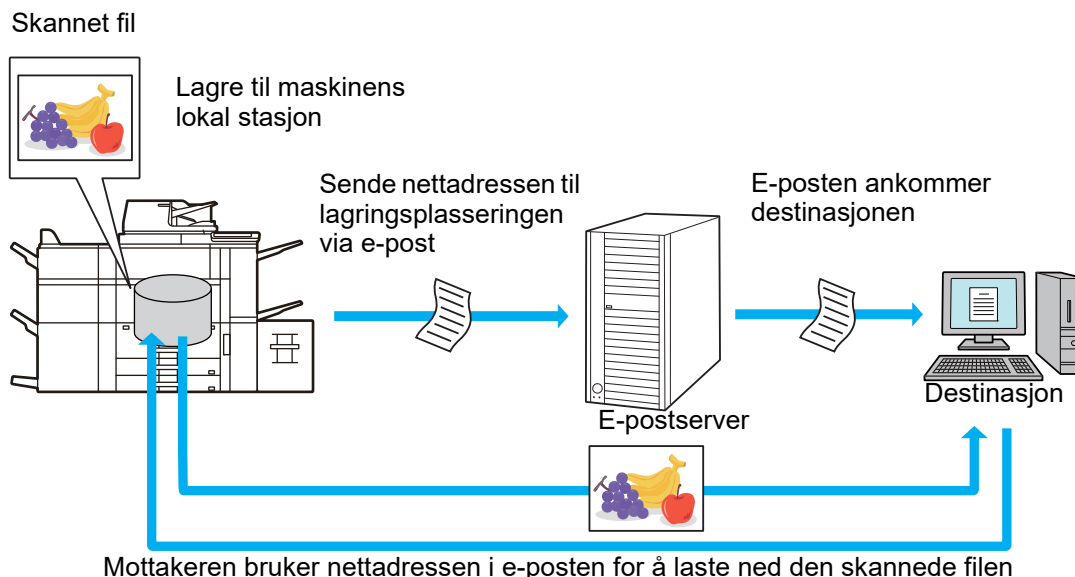 Skannet fil
Lagre til maskinens
lokal stasjon
Sende nettadressen til
lagringsplasseringen
via e-post
E-posten ankommer
destinasjonen
E-postserver
Destinasjon
Mottakeren bruker nettadressen i e-posten for å laste ned den skannede filen